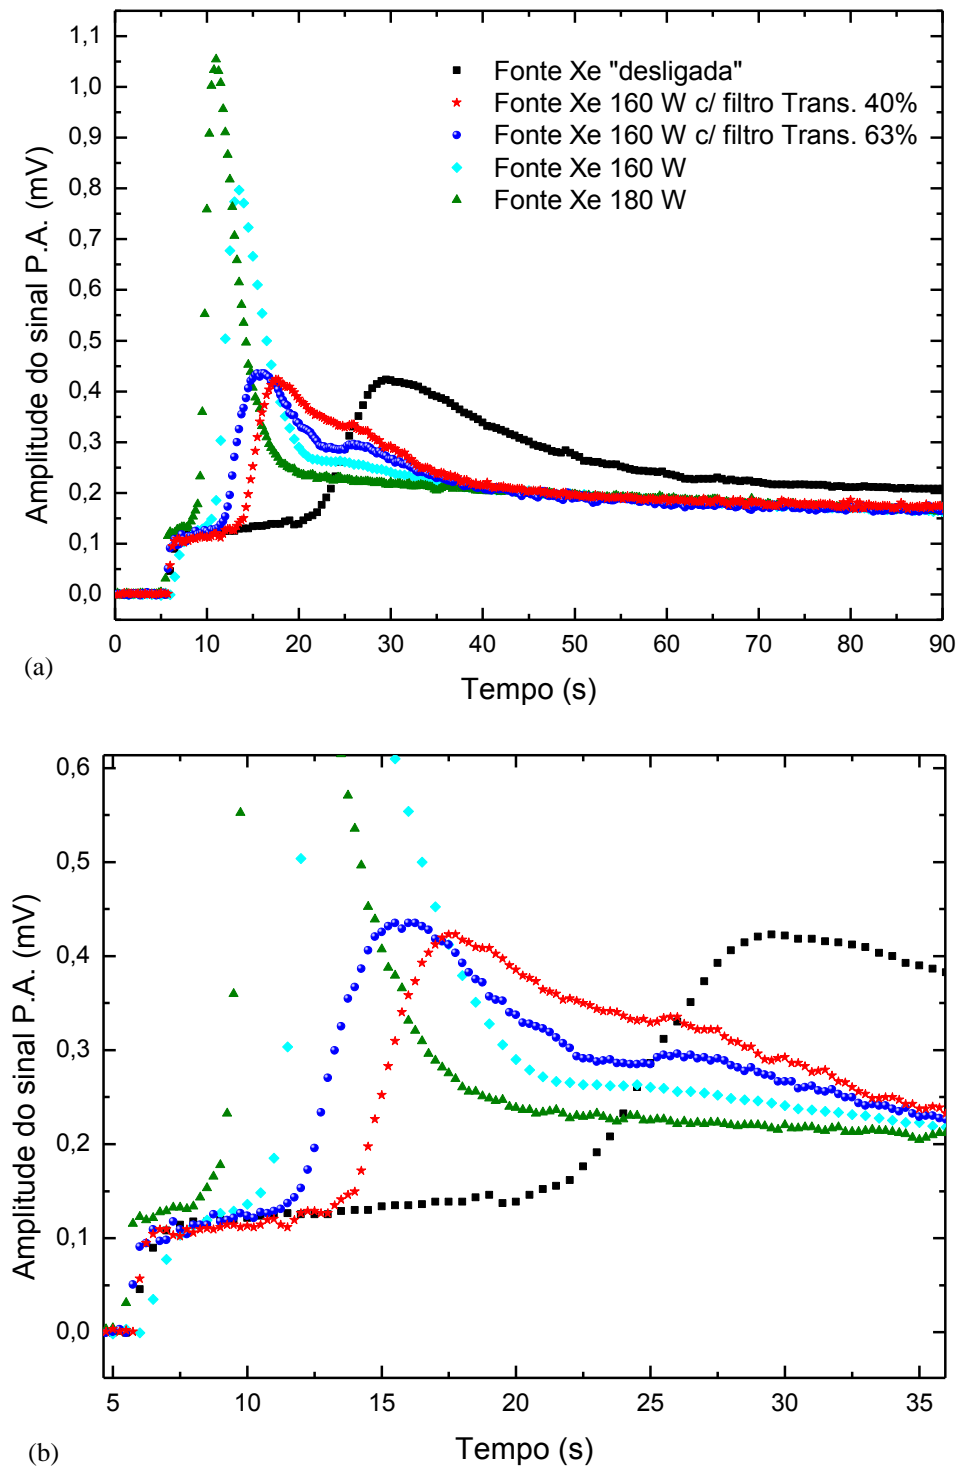 1,1
1,0
0,9
0,8
0,7
0,6
0,5
0,4
0,3
0,2
0,1
0,0
Amplitude do sinal P.A. (mV)
Fonte Xe "desligada"
Fonte Xe 160 W c/ filtro Trans. 40%
Fonte Xe 160 W c/ filtro Trans. 63%
Fonte Xe 160 W
Fonte Xe 180 W
0 10 20 30 40 50 60 70 80 90
(a)
Tempo (s)
0,6
0,5
0,4
0,3
0,2
0,1
0,0
Amplitude do sinal P.A. (mV)
5 10 15 20 25 30 35
(b)
Tempo (s)